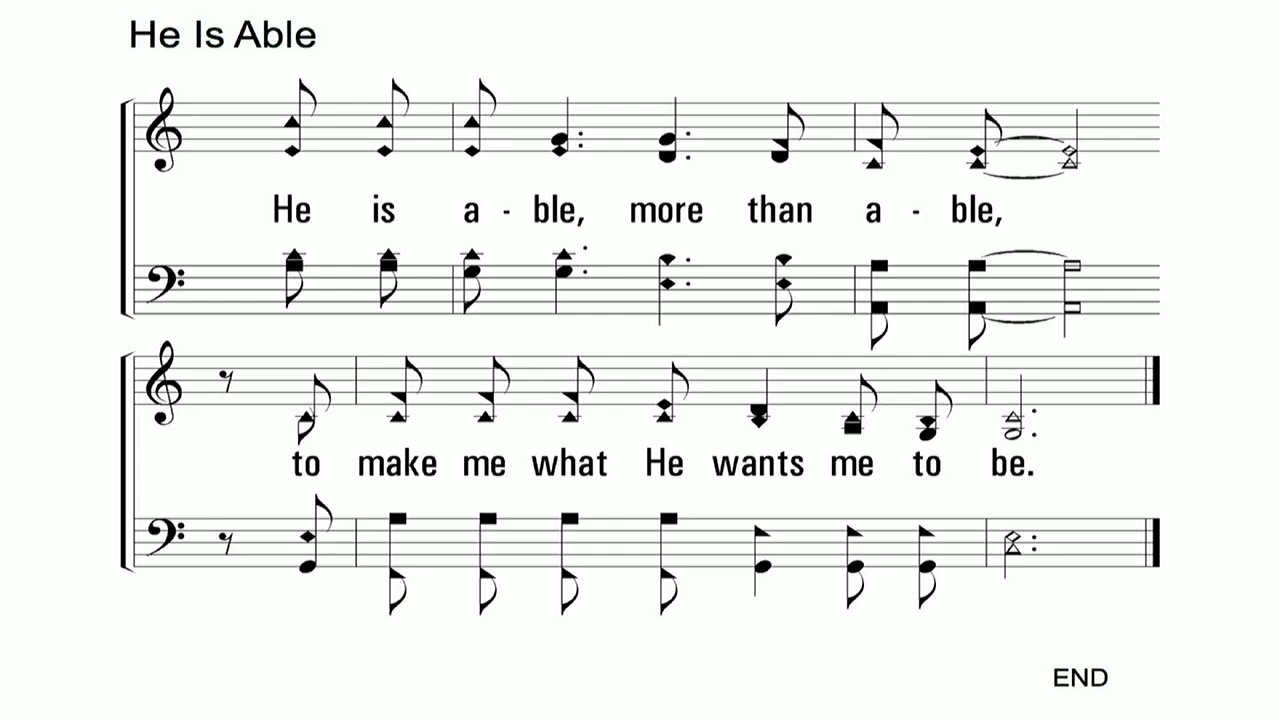 He Is Able
He is a - ble, more than a - ble,
to make me what He wants me to be.
END